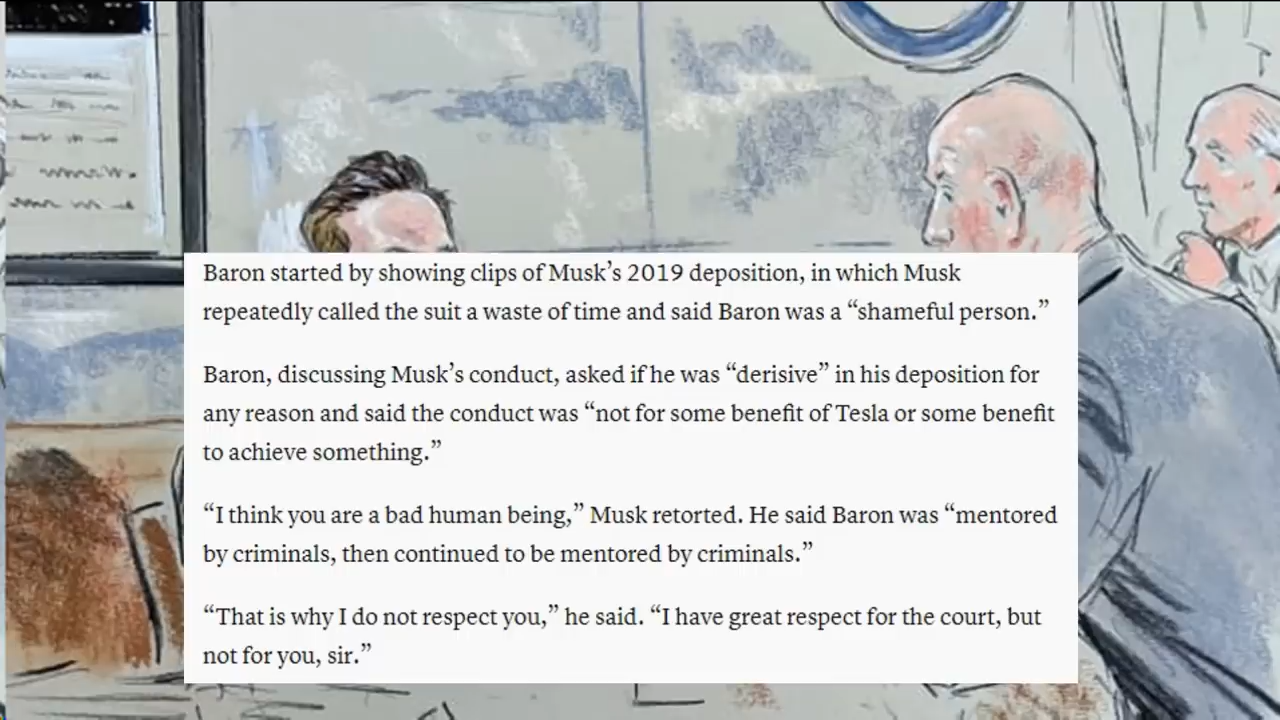 Baron started by showing clips of Musk’s 2019 deposition, in which Musk
repeatedly called the suit a waste of time and said Baron was a “shameful person.”
Baron, discussing Musk’s conduct, asked if he was “derisive” in his deposition for
any reason and said the conduct was “not for some benefit of Tesla or some benefit
to achieve something.”
“I think you are a bad human being,” Musk retorted. He said Baron was “mentored
by criminals, then continued to be mentored by criminals.”
“That is why I do not respect you,” he said. “I have great respect for the court, but
not for you, sir.”